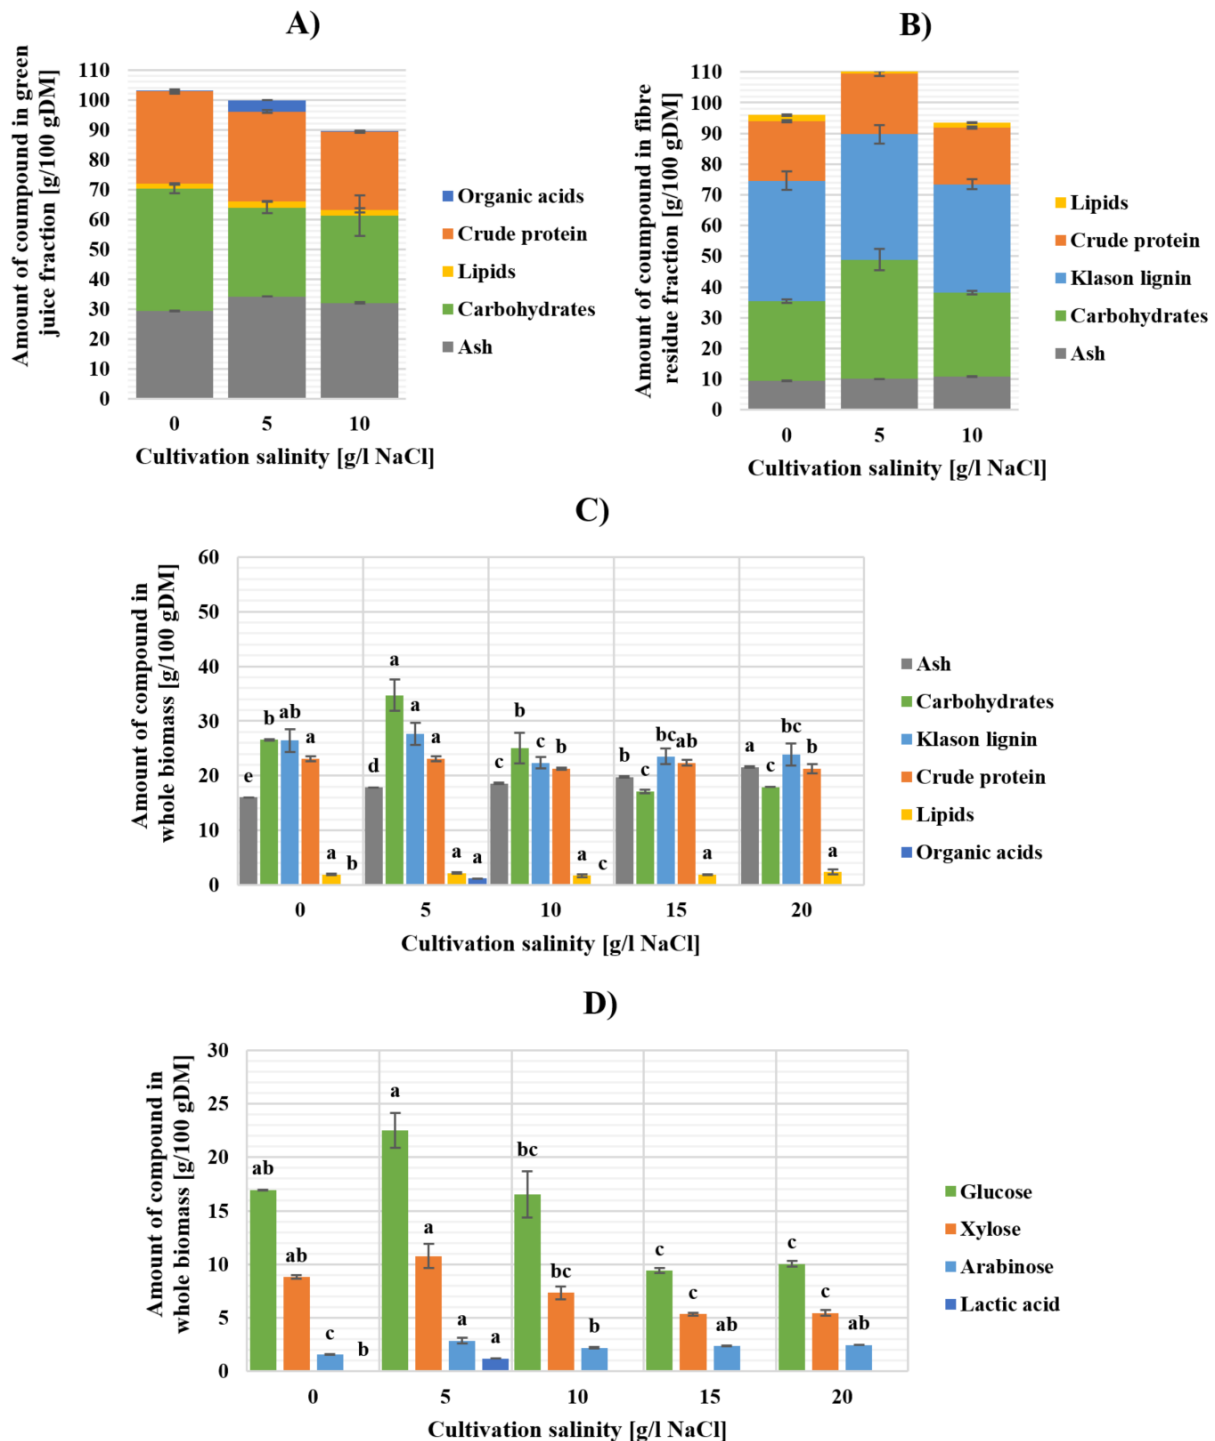 A)
Amount of coumpound in green
juice fraction [g/100 gDM]
110
100
90
80
70
60
50
40
30
20
10
0
0 5 10
Cultivation salinity [g/l NaCl]
Organic acids
Crude protein
Lipids
Carbohydrates
Ash
B)
Amount of coumpound in fibre
residue fraction [g/100 gDM]
110
100
90
80
70
60
50
40
30
20
10
0
0 5 10
Cultivation salinity [g/l NaCl]
Lipids
Crude protein
Klason lignin
Carbohydrates
Ash
C)
Amount of compound in
whole biomass [g/100 gDM]
60
50
40
30
20
10
0
e b ab a a b
d a a a a a
c b c b a c
b c bc ab a
a c bc b a
0 5 10 15 20
Cultivation salinity [g/l NaCl]
Ash
Carbohydrates
Klason lignin
Crude protein
Lipids
Organic acids
D)
Amount of compound in
whole biomass [g/100 gDM]
30
25
20
15
10
5
0
ab ab c b
a a a a
bc bc b
c c ab
c c ab
0 5 10 15 20
Cultivation salinity [g/l NaCl]
Glucose
Xylose
Arabinose
Lactic acid